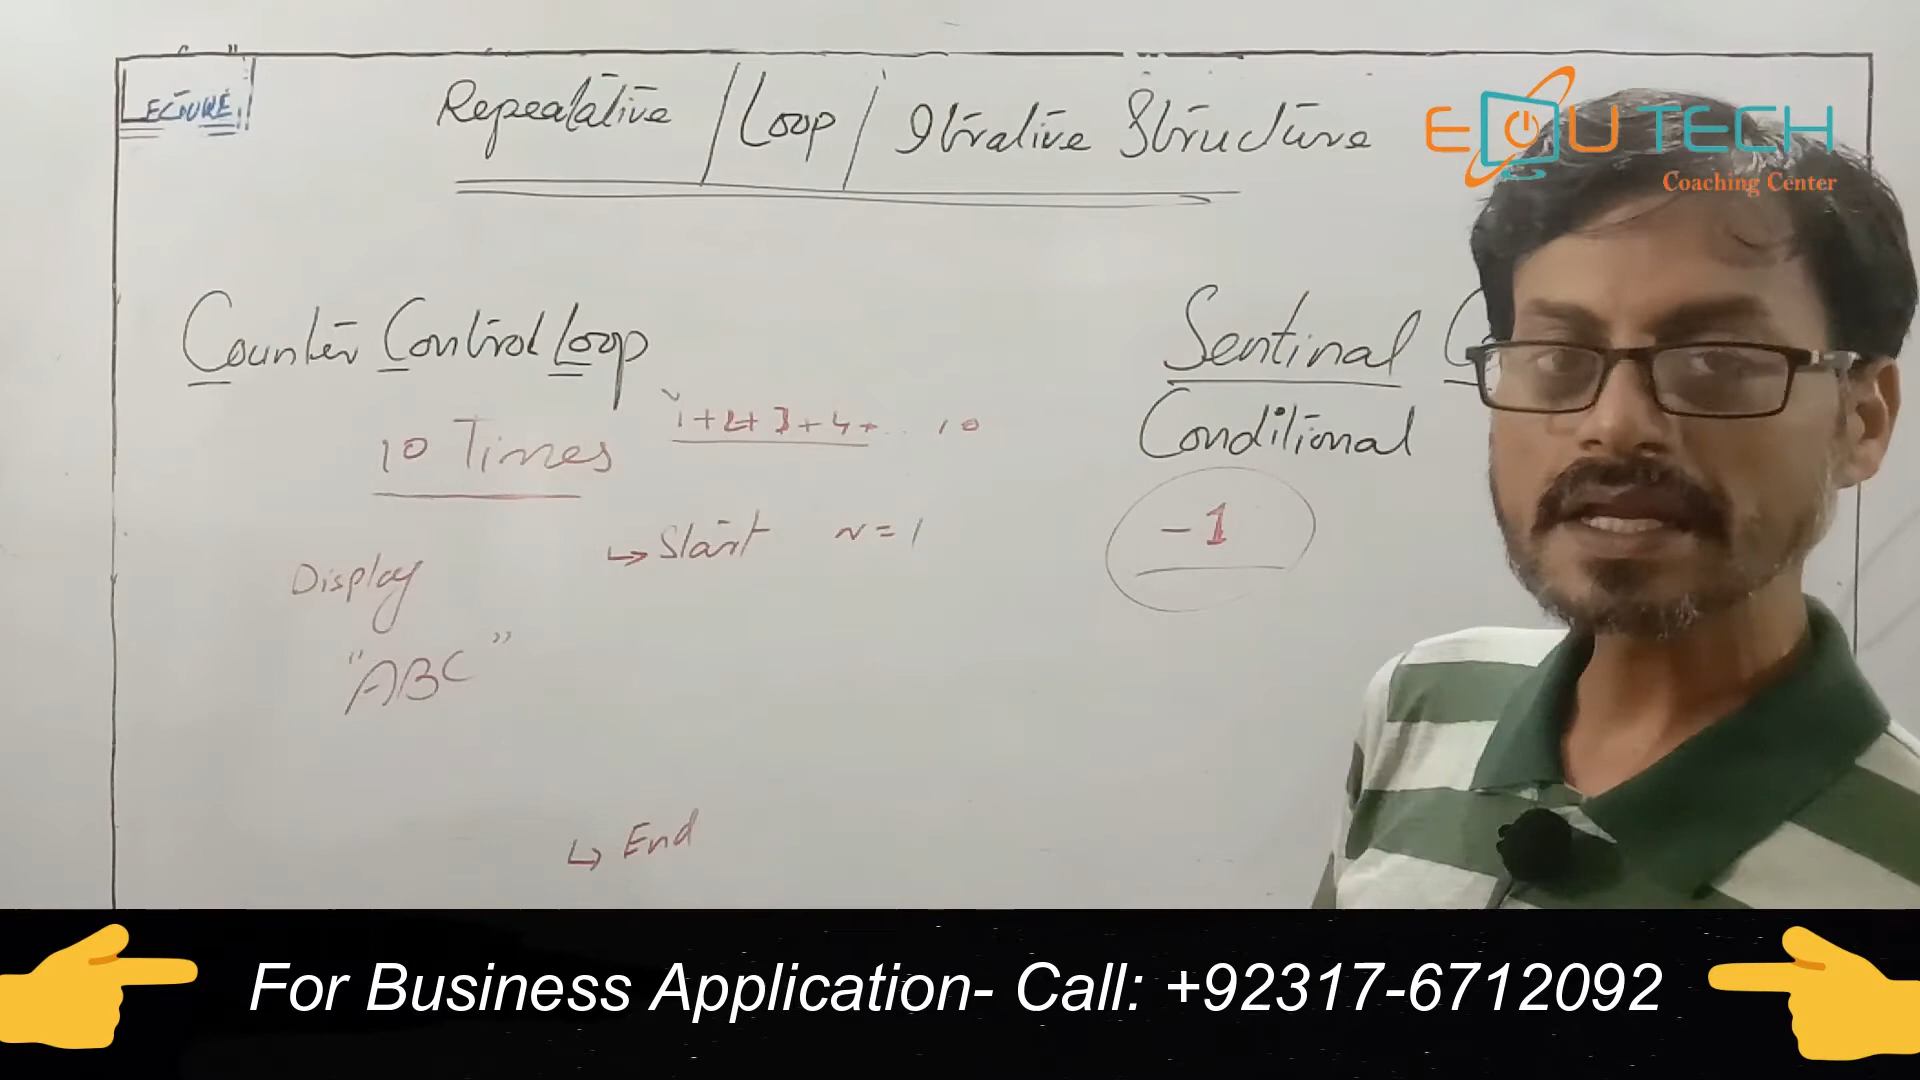 LECTURE
Repeatative / Loop / Itrative Structure
EDUTECH
Coaching Center
Counter Control Loop
Sentinal
Conditional
10 Times
1+2+3+4+ .. 10
-1
Start n = 1
Display
"ABC"
End
For Business Application- Call: +92317-6712092